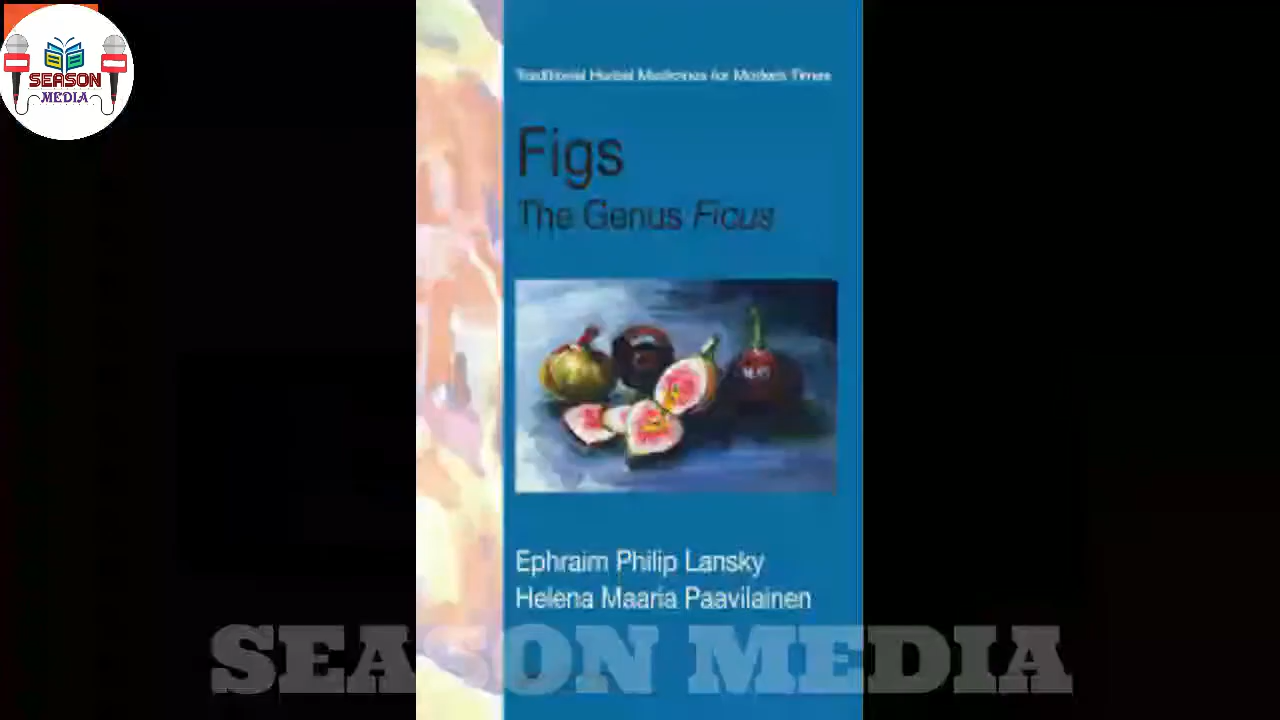 SEASON
MEDIA
Traditional Herbal Medicines for Modern Times
Figs
The Genus Ficus
Ephraim Philip Lansky
Helena Maaria Paavilainen
SEASON MEDIA